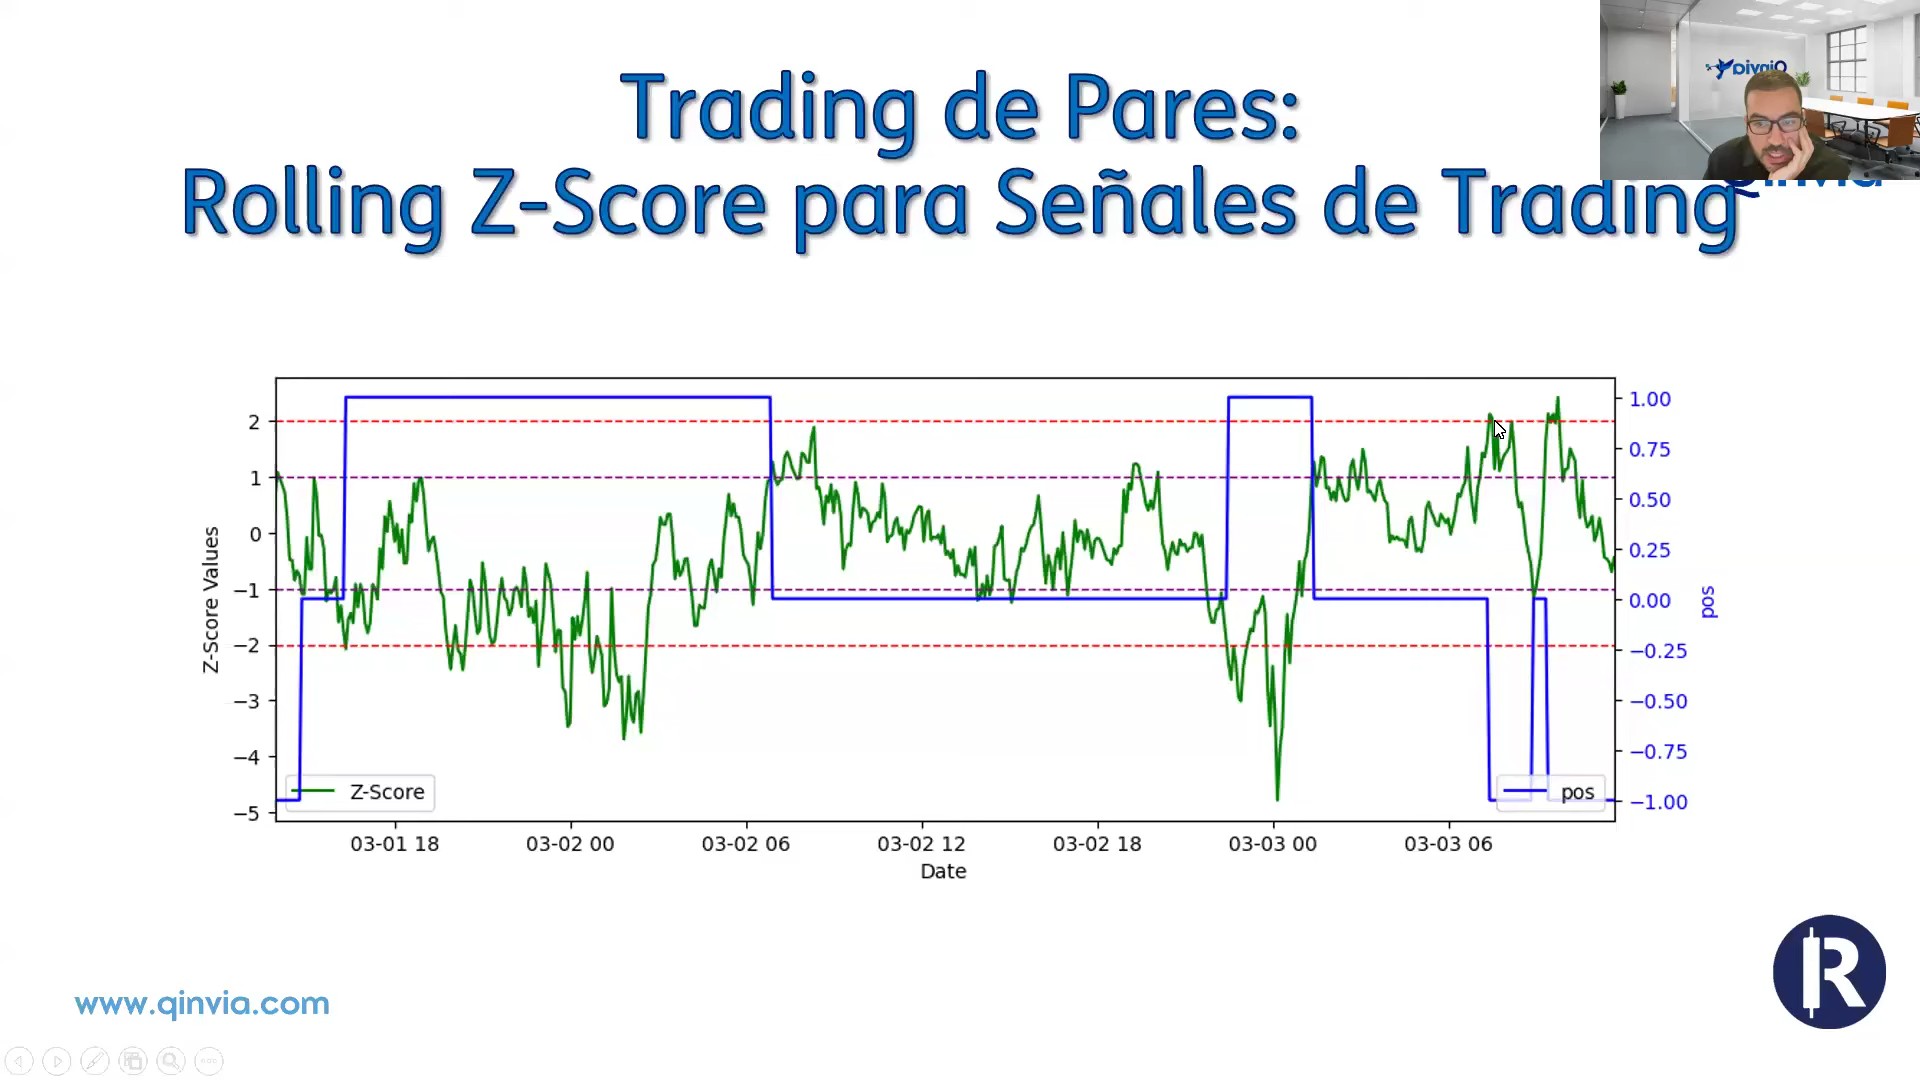 Trading de Pares:
Rolling Z-Score para Señales de Trading
2
1
0
−1
−2
−3
−4
−5
Z-Score Values
Z-Score
03-01 18
03-02 00
03-02 06
03-02 12
03-02 18
03-03 00
03-03 06
Date
1.00
0.75
0.50
0.25
0.00
−0.25
−0.50
−0.75
−1.00
pos
pos
www.qinvia.com
R